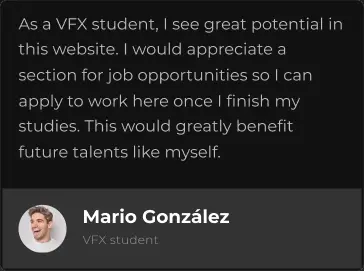 As a VFX student, I see great potential in
this website. I would appreciate a
section for job opportunities so I can
apply to work here once I finish my
studies. This would greatly benefit
future talents like myself.
Mario González
VFX student